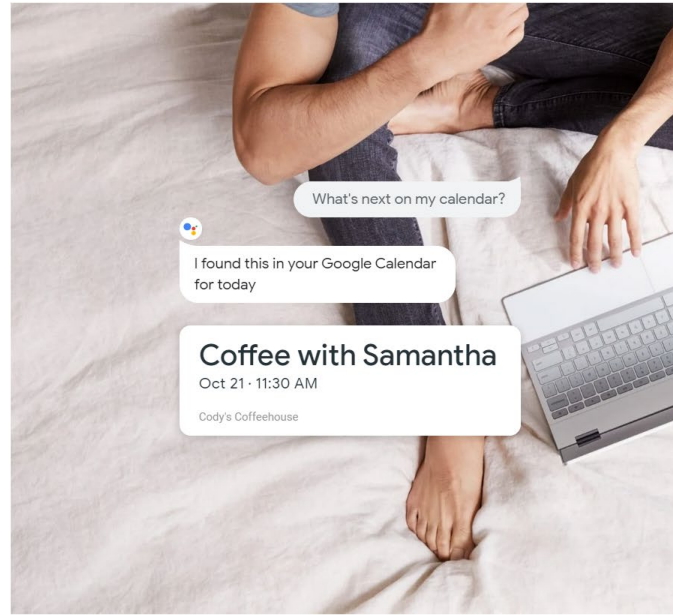 What's next on my calendar?
I found this in your Google Calendar
for today
Coffee with Samantha
Oct 21 · 11:30 AM
Cody's Coffeehouse